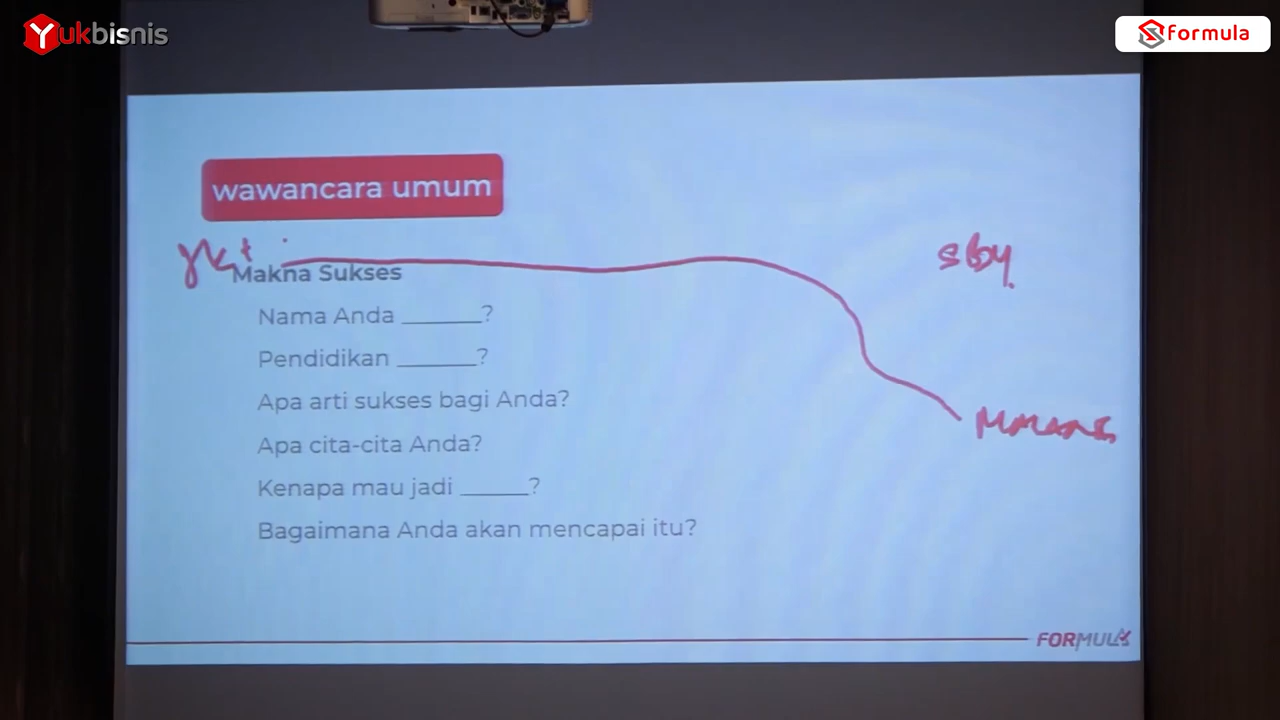 Yukbisnis
formula
wawancara umum
ykt
sby
Makna Sukses
Nama Anda ______?
Pendidikan ______?
Apa arti sukses bagi Anda?
Apa cita-cita Anda?
Kenapa mau jadi _____?
Bagaimana Anda akan mencapai itu?
FORMULA